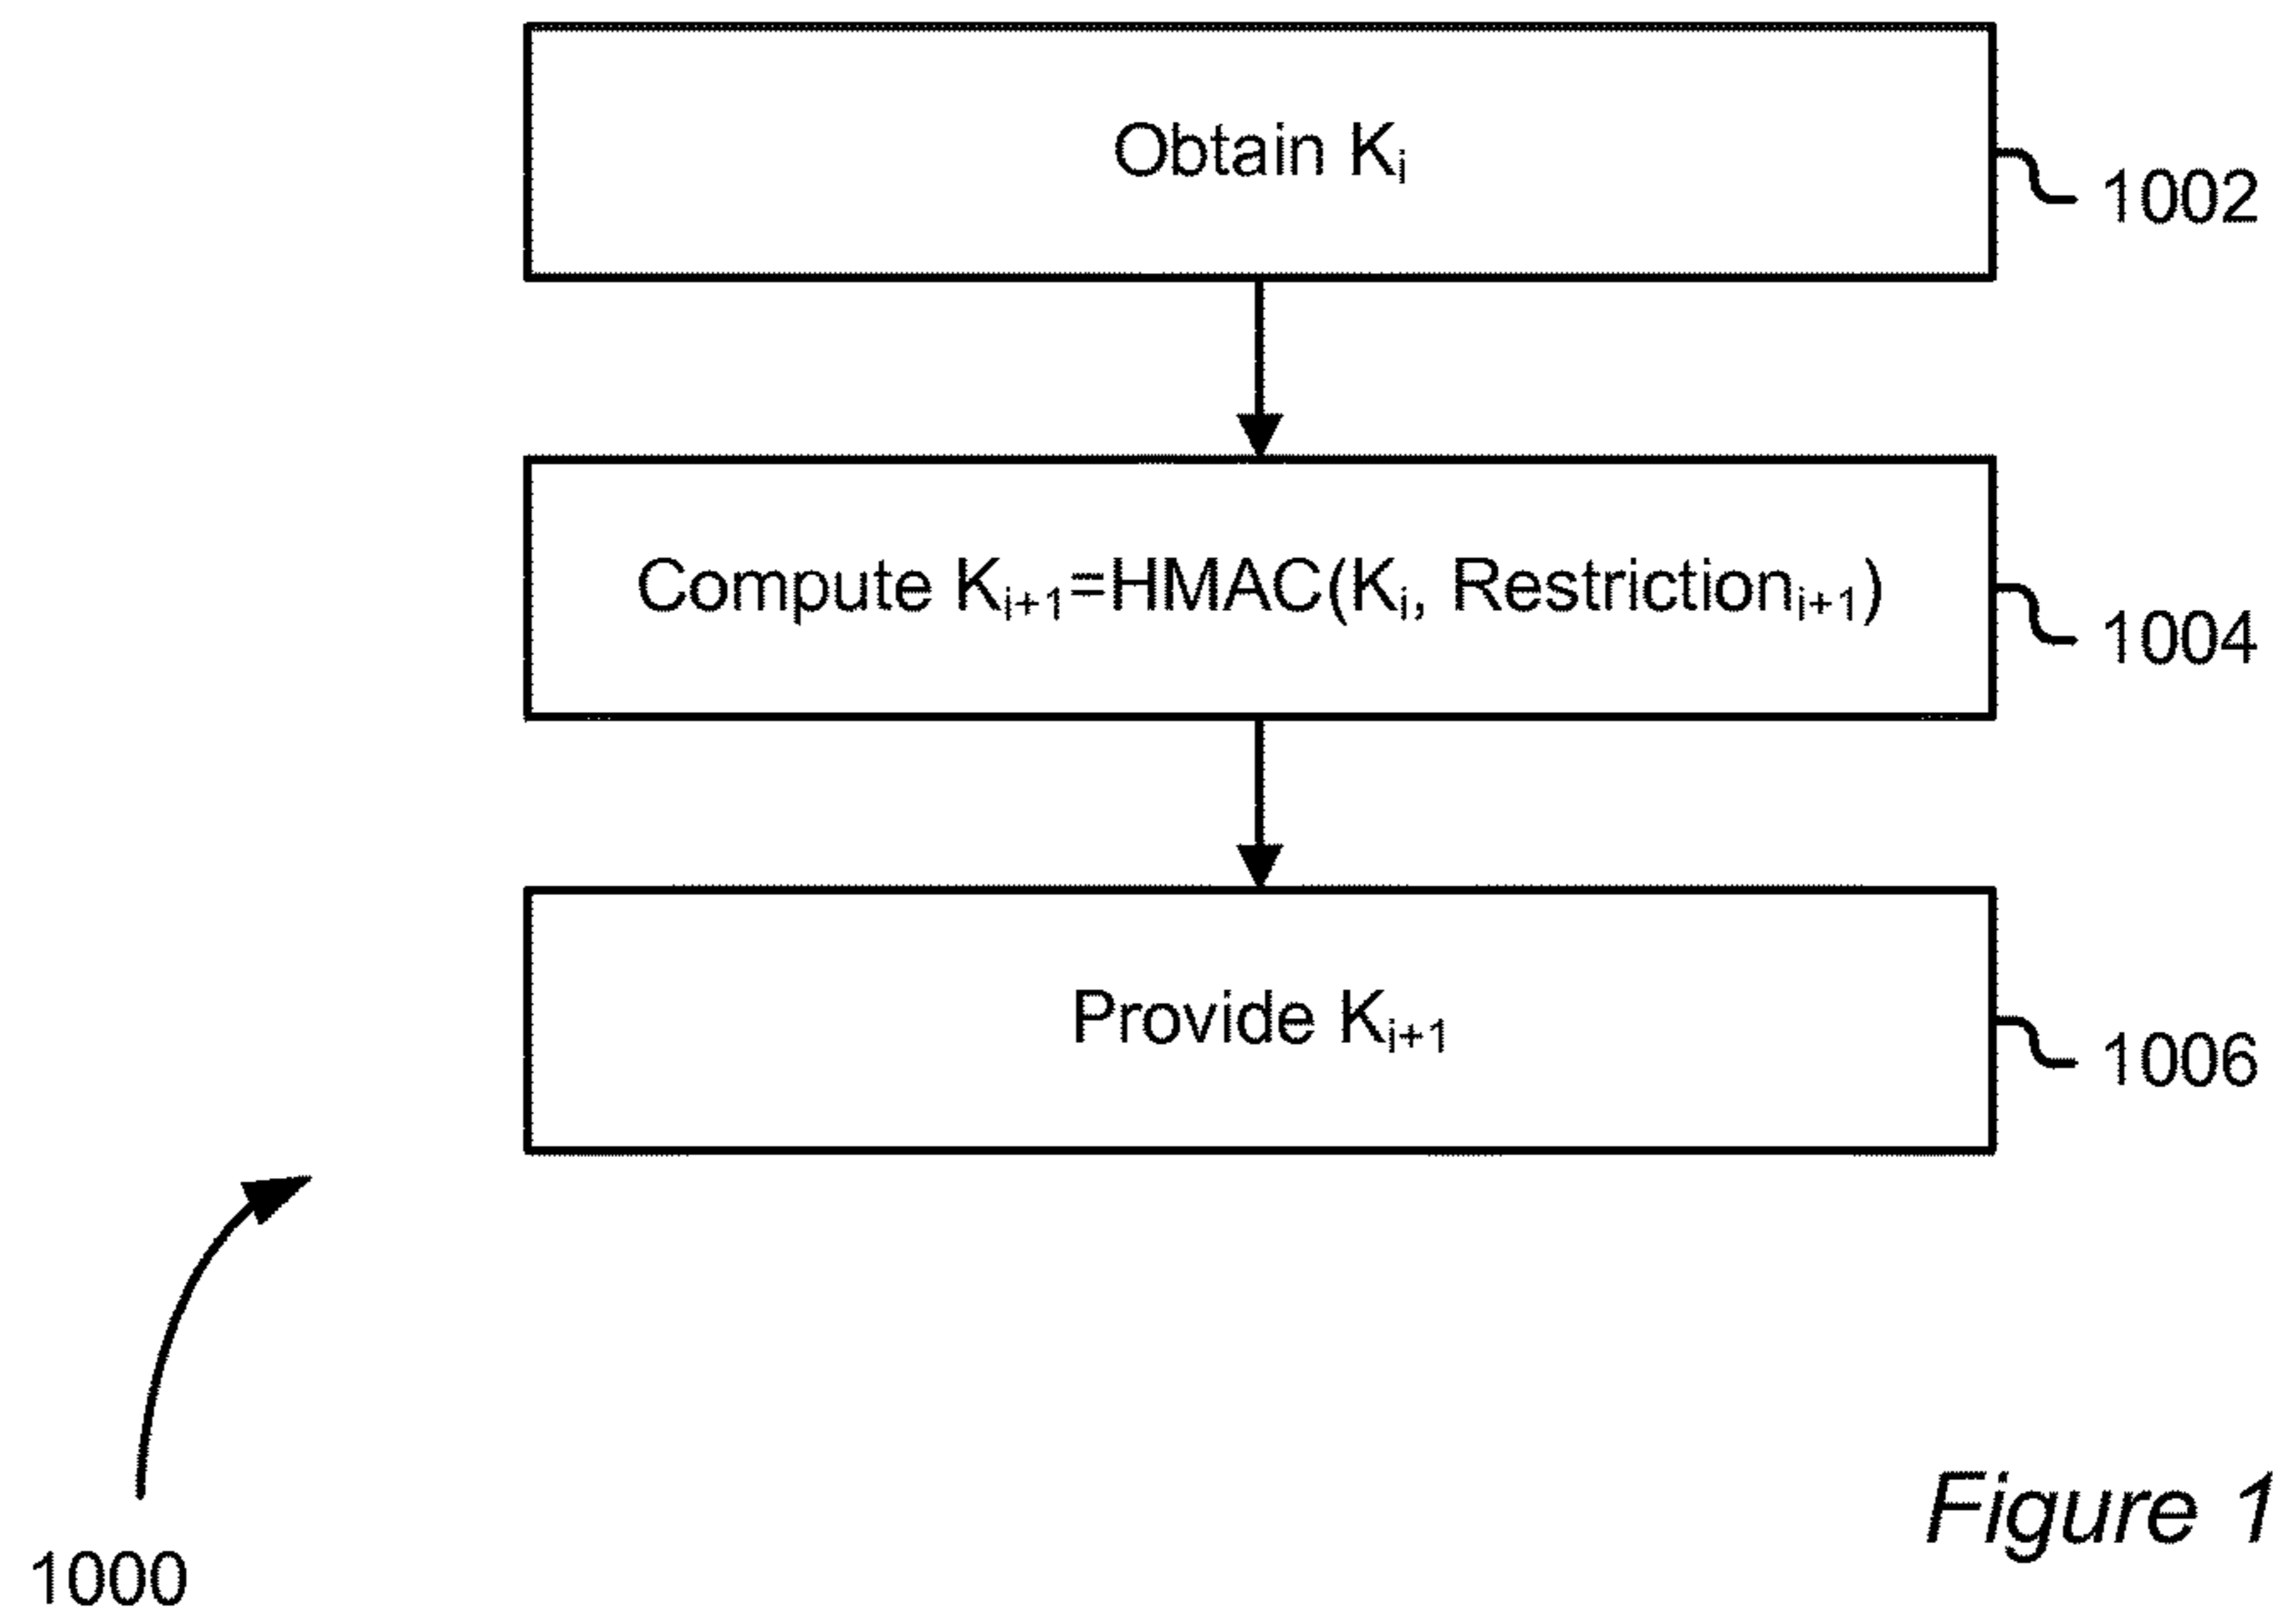 Obtain Kᵢ
1002
Compute Kᵢ₊₁=HMAC(Kᵢ, Restrictionᵢ₊₁)
1004
Provide Kᵢ₊₁
1006
1000
Figure 1